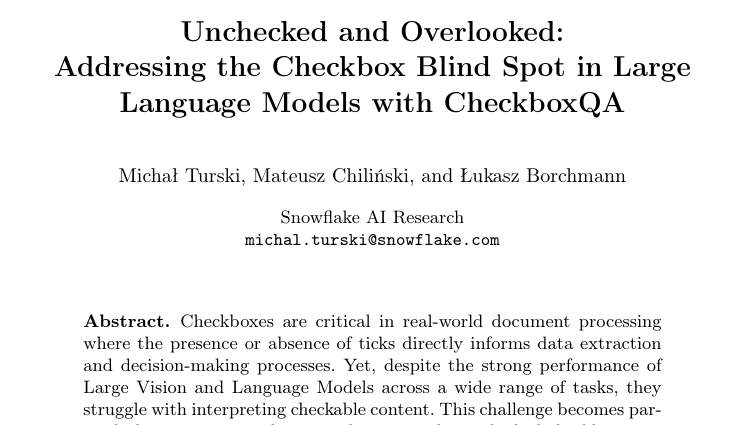 Unchecked and Overlooked:
Addressing the Checkbox Blind Spot in Large
Language Models with CheckboxQA
Michał Turski, Mateusz Chiliński, and Łukasz Borchmann
Snowflake AI Research
michal.turski@snowflake.com
Abstract. Checkboxes are critical in real-world document processing
where the presence or absence of ticks directly informs data extraction
and decision-making processes. Yet, despite the strong performance of
Large Vision and Language Models across a wide range of tasks, they
struggle with interpreting checkable content. This challenge becomes par-